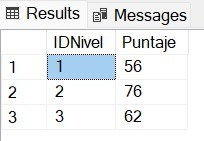 Results Messages
IDNivel Puntaje
1 1 56
2 2 76
3 3 62